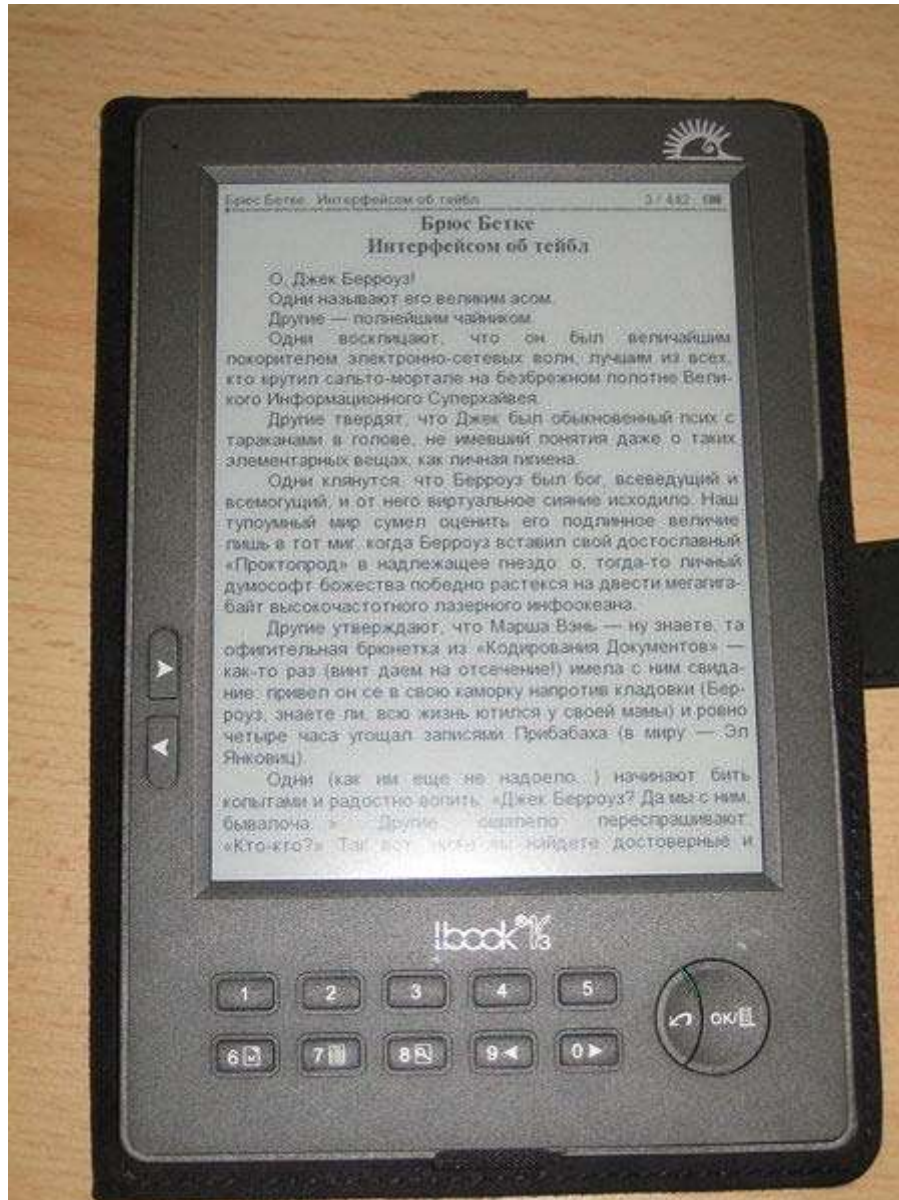 Брюс Бетке Интерфейсом об тейбл 3 / 442
Брюс Бетке
Интерфейсом об тейбл
О, Джек Берроуз!
Одни называют его великим асом.
Другие — полнейшим чайником.
Одни восклицают, что он был величайшим
покорителем электронно-сетевых волн, лучшим из всех,
кто крутил сальто-мортале на безбрежном полотне Вели-
кого Информационного Суперхайвея.
Другие твердят, что Джек был обыкновенный псих с
тараканами в голове, не имевший понятия даже о таких
элементарных вещах, как личная гигиена.
Одни клянутся, что Берроуз был бог, всеведущий и
всемогущий, и от него виртуальное сияние исходило. Наш
тупоумный мир сумел оценить его подлинное величие
лишь в тот миг, когда Берроуз вставил свой достославный
«Проктопрод» в надлежащее гнездо: о, тогда-то личный
думософт божества победно растекся на двести мегагига-
байт высокочастотного лазерного инфоокеана.
Другие утверждают, что Марша Вэнь — ну знаете, та
офигительная брюнетка из «Кодирования Документов» —
как-то раз (винт даем на отсечение!) имела с ним свида-
ние: привел он ее в свою каморку напротив кладовки (Бер-
роуз, знаете ли, всю жизнь ютился у своей мамы) и ровно
четыре часа угощал записями Прибабаха (в миру — Эл
Янковиц).
Одни (как им еще не надоело...) начинают бить
копытами и радостно вопить: «Джек Берроуз? Да мы с ним,
бывалоча...» Другие ошалело переспрашивают:
«Кто-кто?» Так вот, найдете достоверные и
lbook V3
1 2 3 4 5
6 7 8 9 0
OK/